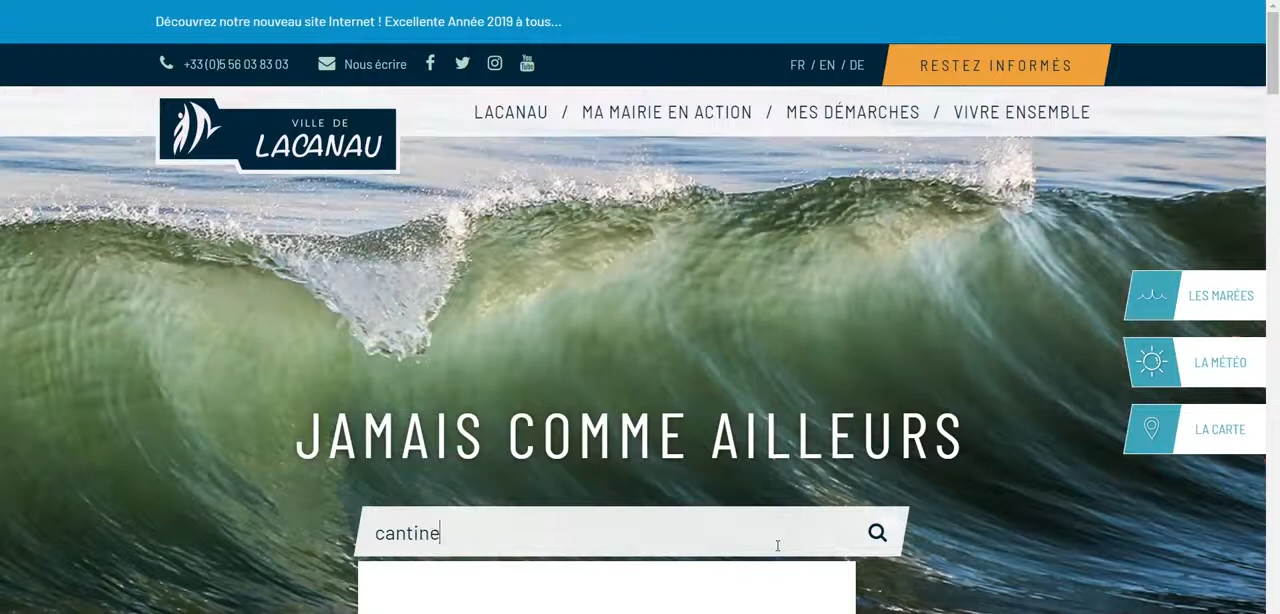 Découvrez notre nouveau site Internet ! Excellente Année 2019 à tous...
+33 (0)5 56 03 83 03 Nous écrire You Tube FR / EN / DE RESTEZ INFORMÉS
VILLE DE
LACANAU
LACANAU / MA MAIRIE EN ACTION / MES DÉMARCHES / VIVRE ENSEMBLE
LES MARÉES
LA MÉTÉO
LA CARTE
JAMAIS COMME AILLEURS
cantine